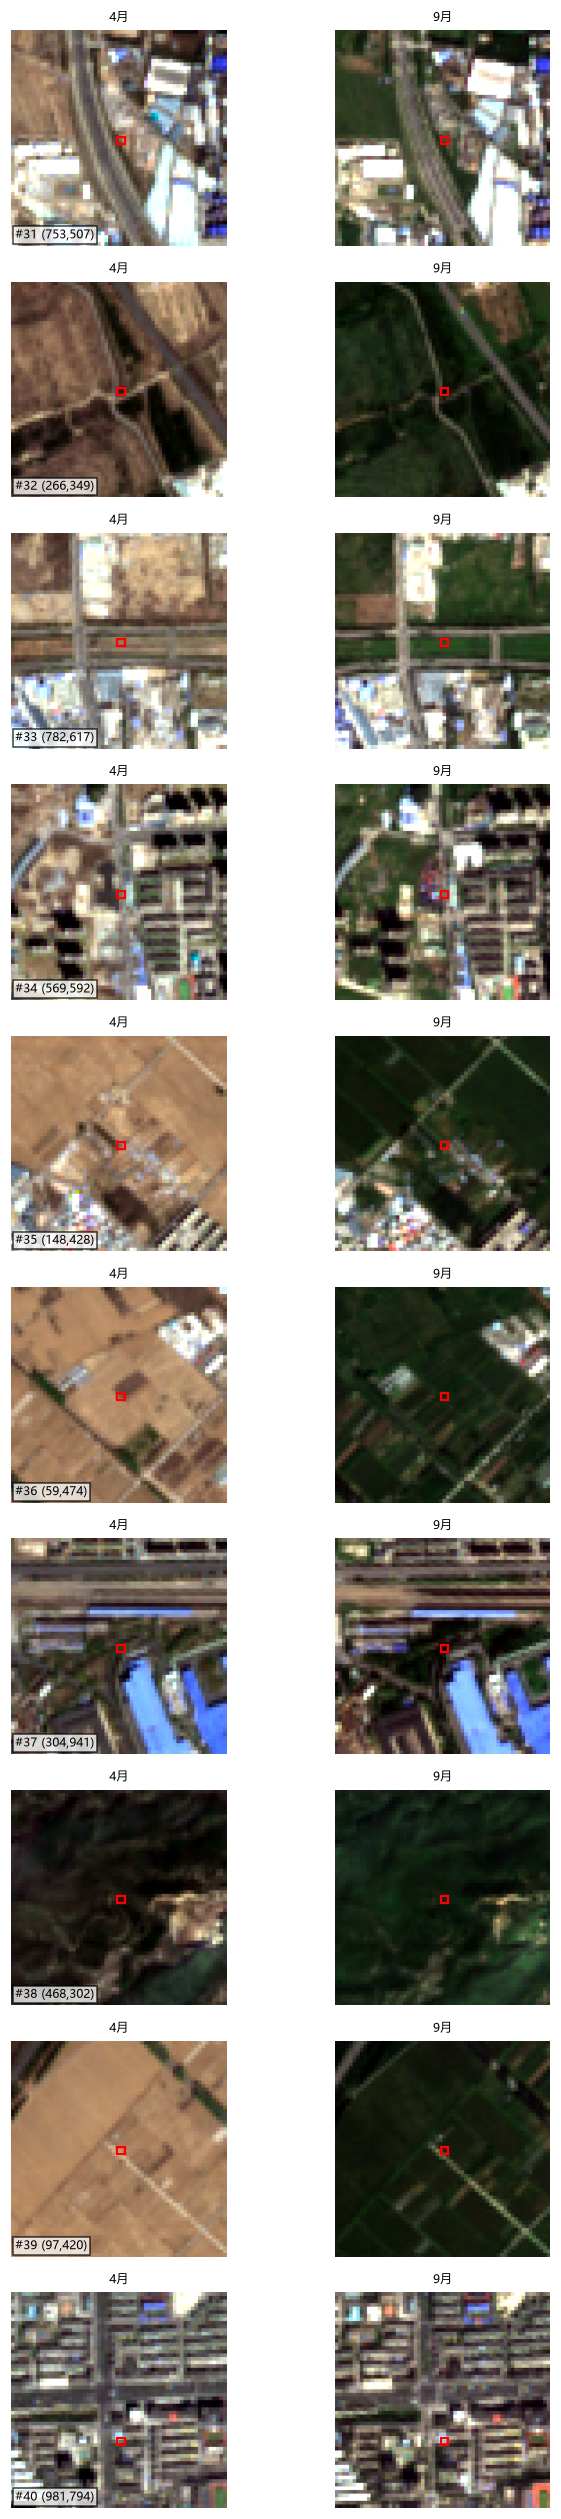 4月 9月
#31 (753,507)
4月 9月
#32 (266,349)
4月 9月
#33 (782,617)
4月 9月
#34 (569,592)
4月 9月
#35 (148,428)
4月 9月
#36 (59,474)
4月 9月
#37 (304,941)
4月 9月
#38 (468,302)
4月 9月
#39 (97,420)
4月 9月
#40 (981,794)